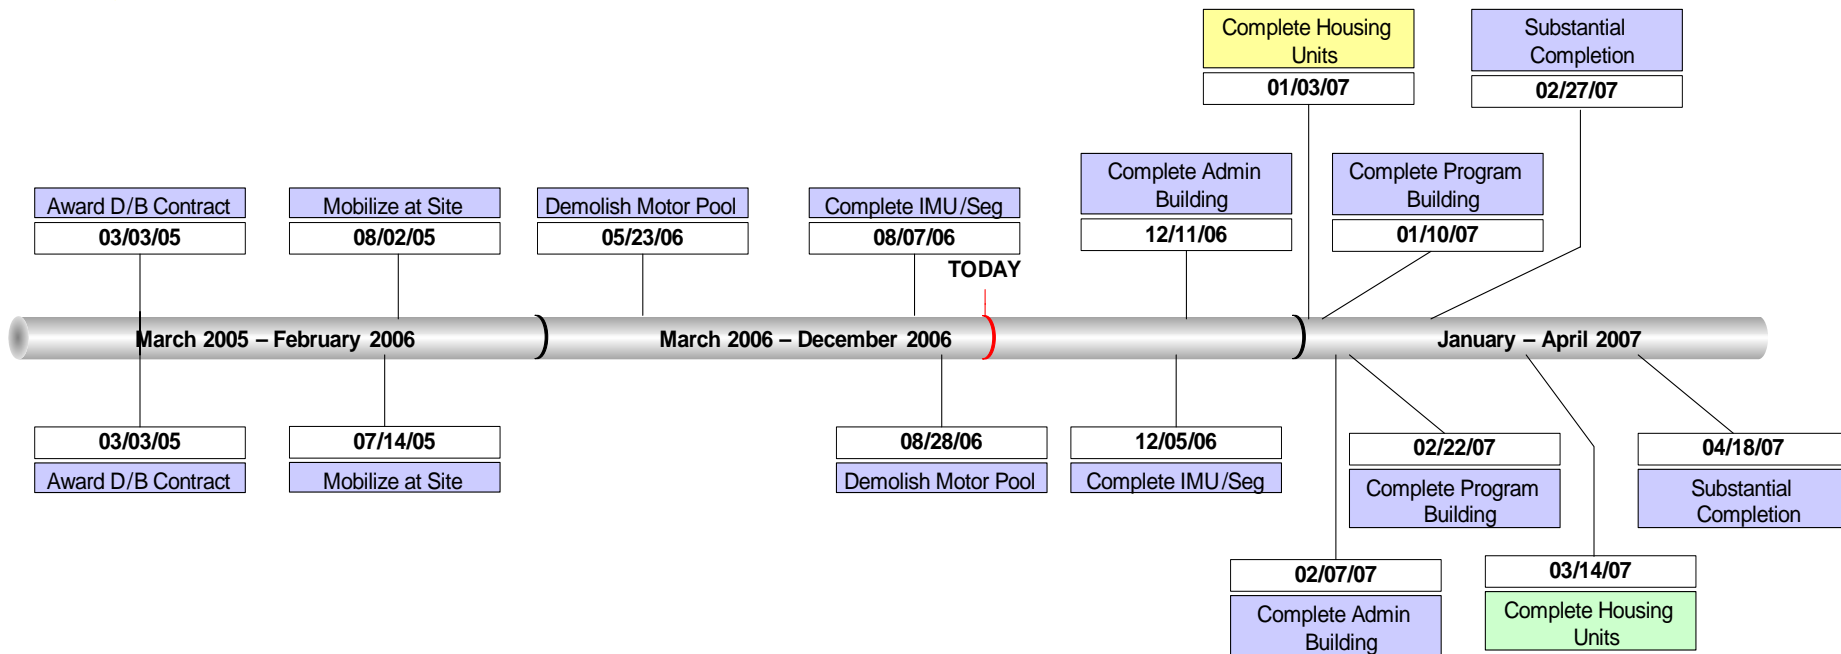 Complete Housing
Units
01/03/07
Substantial
Completion
02/27/07
Award D/B Contract
03/03/05
Mobilize at Site
08/02/05
Demolish Motor Pool
05/23/06
Complete IMU/Seg
08/07/06
TODAY
Complete Admin
Building
12/11/06
Complete Program
Building
01/10/07
March 2005 – February 2006
March 2006 – December 2006
January – April 2007
03/03/05
Award D/B Contract
07/14/05
Mobilize at Site
08/28/06
Demolish Motor Pool
12/05/06
Complete IMU/Seg
02/22/07
Complete Program
Building
04/18/07
Substantial
Completion
02/07/07
Complete Admin
Building
03/14/07
Complete Housing
Units